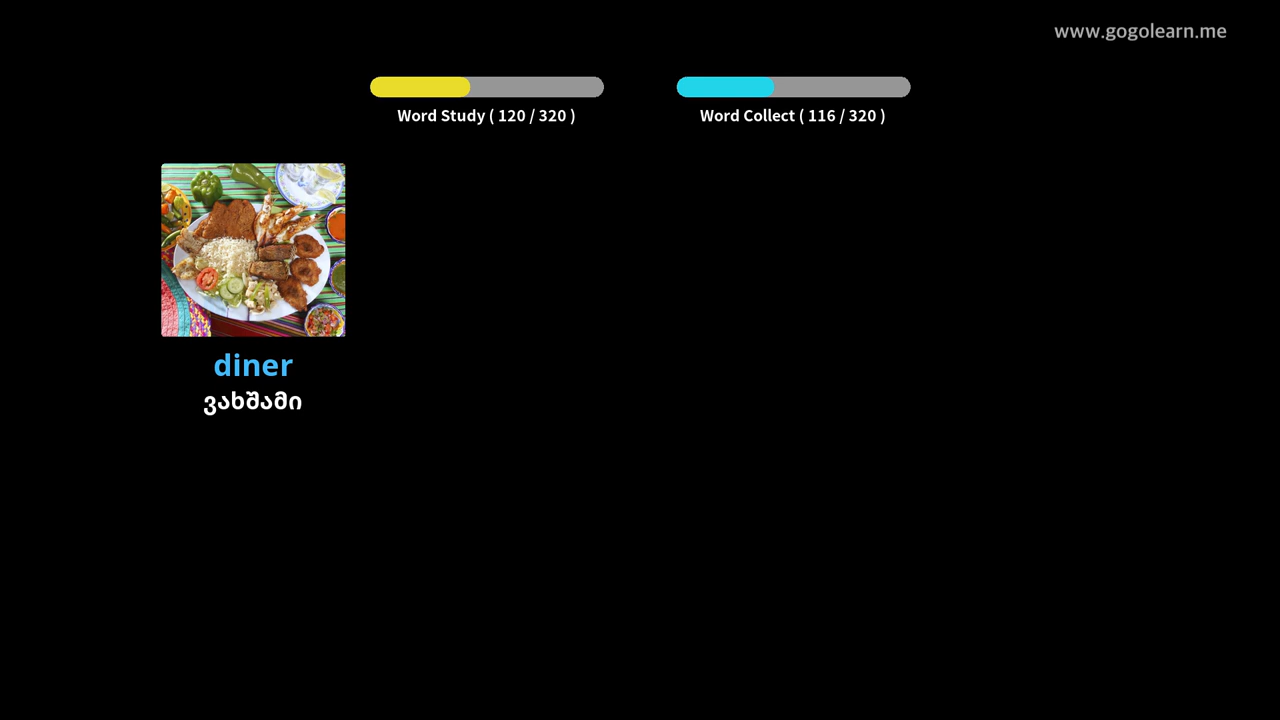 www.gogolearn.me
Word Study ( 120 / 320 )
Word Collect ( 116 / 320 )
diner
ვახშამი